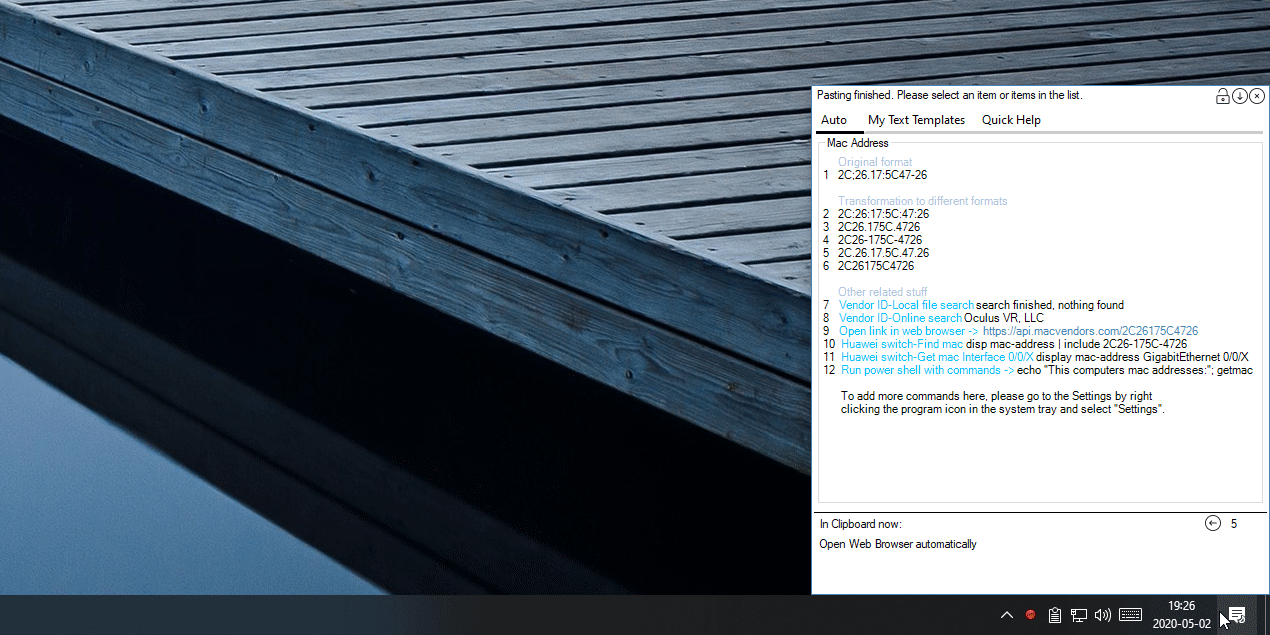 Pasting finished. Please select an item or items in the list.
Auto My Text Templates Quick Help
Mac Address
Original format
1 2C;26.17:5C47-26
Transformation to different formats
2 2C:26:17:5C:47:26
3 2C26.175C.4726
4 2C26-175C-4726
5 2C.26.17.5C.47.26
6 2C26175C4726
Other related stuff
7 Vendor ID-Local file search search finished, nothing found
8 Vendor ID-Online search Oculus VR, LLC
9 Open link in web browser -> https://api.macvendors.com/2C26175C4726
10 Huawei switch-Find mac disp mac-address | include 2C26-175C-4726
11 Huawei switch-Get mac Interface 0/0/X display mac-address GigabitEthernet 0/0/X
12 Run power shell with commands -> echo "This computers mac addresses:"; getmac
To add more commands here, please go to the Settings by right
clicking the program icon in the system tray and select "Settings".
In Clipboard now: 5
Open Web Browser automatically
19:26
2020-05-02